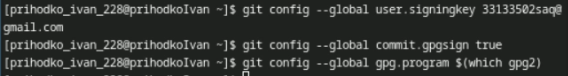 [prihodko_ivan_228@prihodkoIvan ~]$ git config --global user.signingkey 33133502saq@
gmail.com
[prihodko_ivan_228@prihodkoIvan ~]$ git config --global commit.gpgsign true
[prihodko_ivan_228@prihodkoIvan ~]$ git config --global gpg.program $(which gpg2)